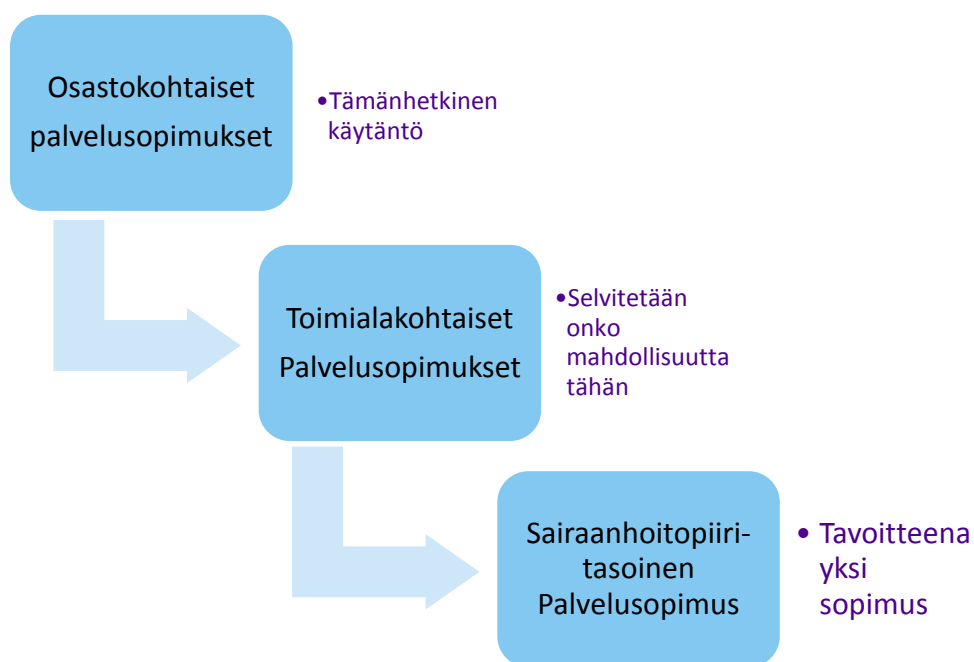 Osastokohtaiset
palvelusopimukset
•Tämänhetkinen
käytäntö
Toimialakohtaiset
Palvelusopimukset
•Selvitetään
onko
mahdollisuutta
tähän
Sairaanhoitopiiri-
tasoinen
Palvelusopimus
• Tavoitteena
yksi
sopimus